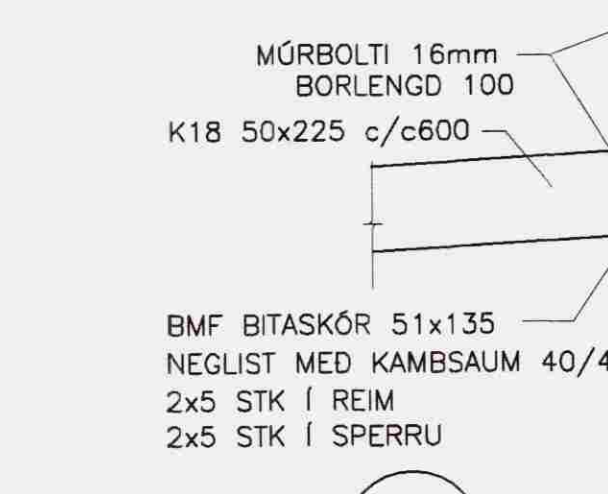 MÚRBOLTI 16mm
BORLENGD 100
K18 50x225 c/c600
BMF BITASKÓR 51x135
NEGLIST MEÐ KAMBSAUM 40/4
2x5 STK Í REIM
2x5 STK Í SPERRU